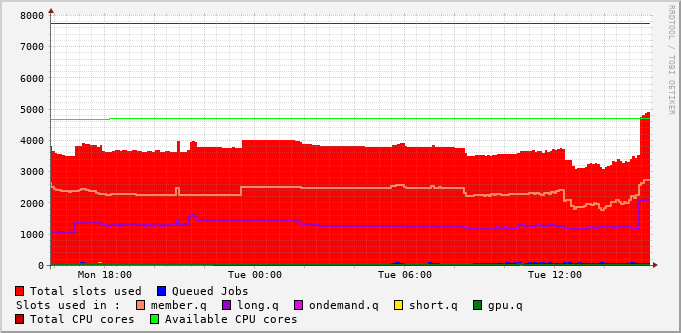 RRDTOOL / TOBI OETIKER
8000
7000
6000
5000
4000
3000
2000
1000
0
Mon 18:00 Tue 00:00 Tue 06:00 Tue 12:00
Total slots used Queued Jobs
Slots used in : member.q long.q ondemand.q short.q gpu.q
Total CPU cores Available CPU cores